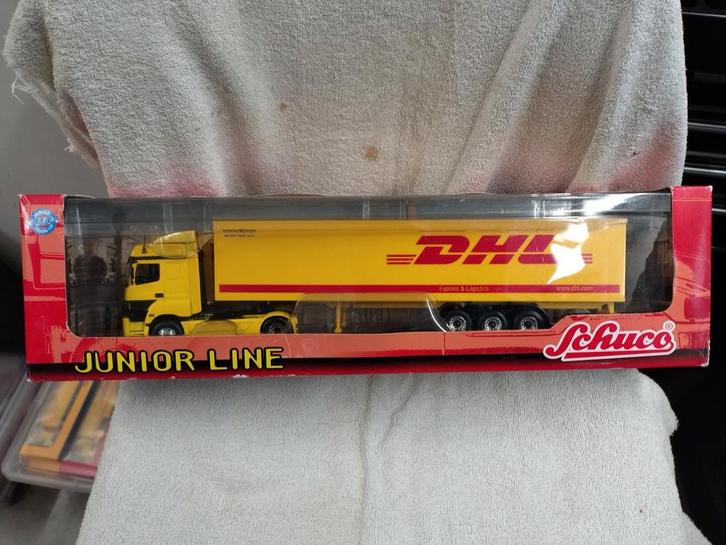 DHL
Express & Logistics
www.dhl.com
JUNIOR LINE
Schuco